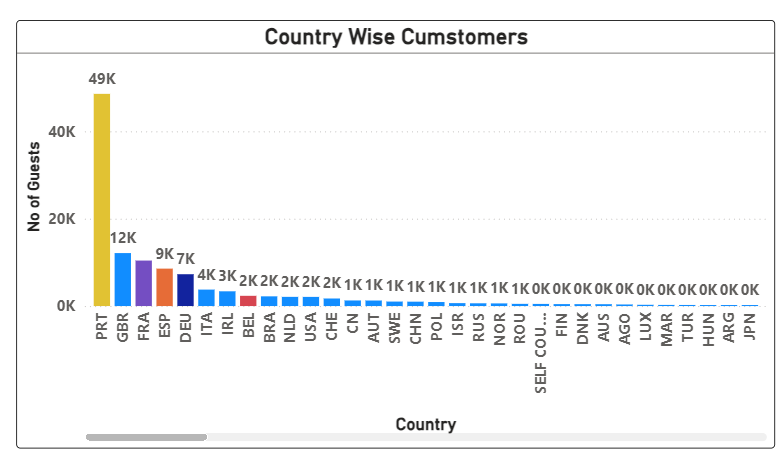 Country Wise Cumstomers
No of Guests
40K
20K
0K
49K
12K
9K
7K
4K
3K
2K
2K
2K
2K
2K
1K
1K
1K
1K
1K
1K
1K
1K
1K
0K
0K
0K
0K
0K
0K
0K
0K
0K
0K
0K
PRT
GBR
FRA
ESP
DEU
ITA
IRL
BEL
BRA
NLD
USA
CHE
CN
AUT
SWE
CHN
POL
ISR
RUS
NOR
ROU
SELF COU...
FIN
DNK
AUS
AGO
LUX
MAR
TUR
HUN
ARG
JPN
Country